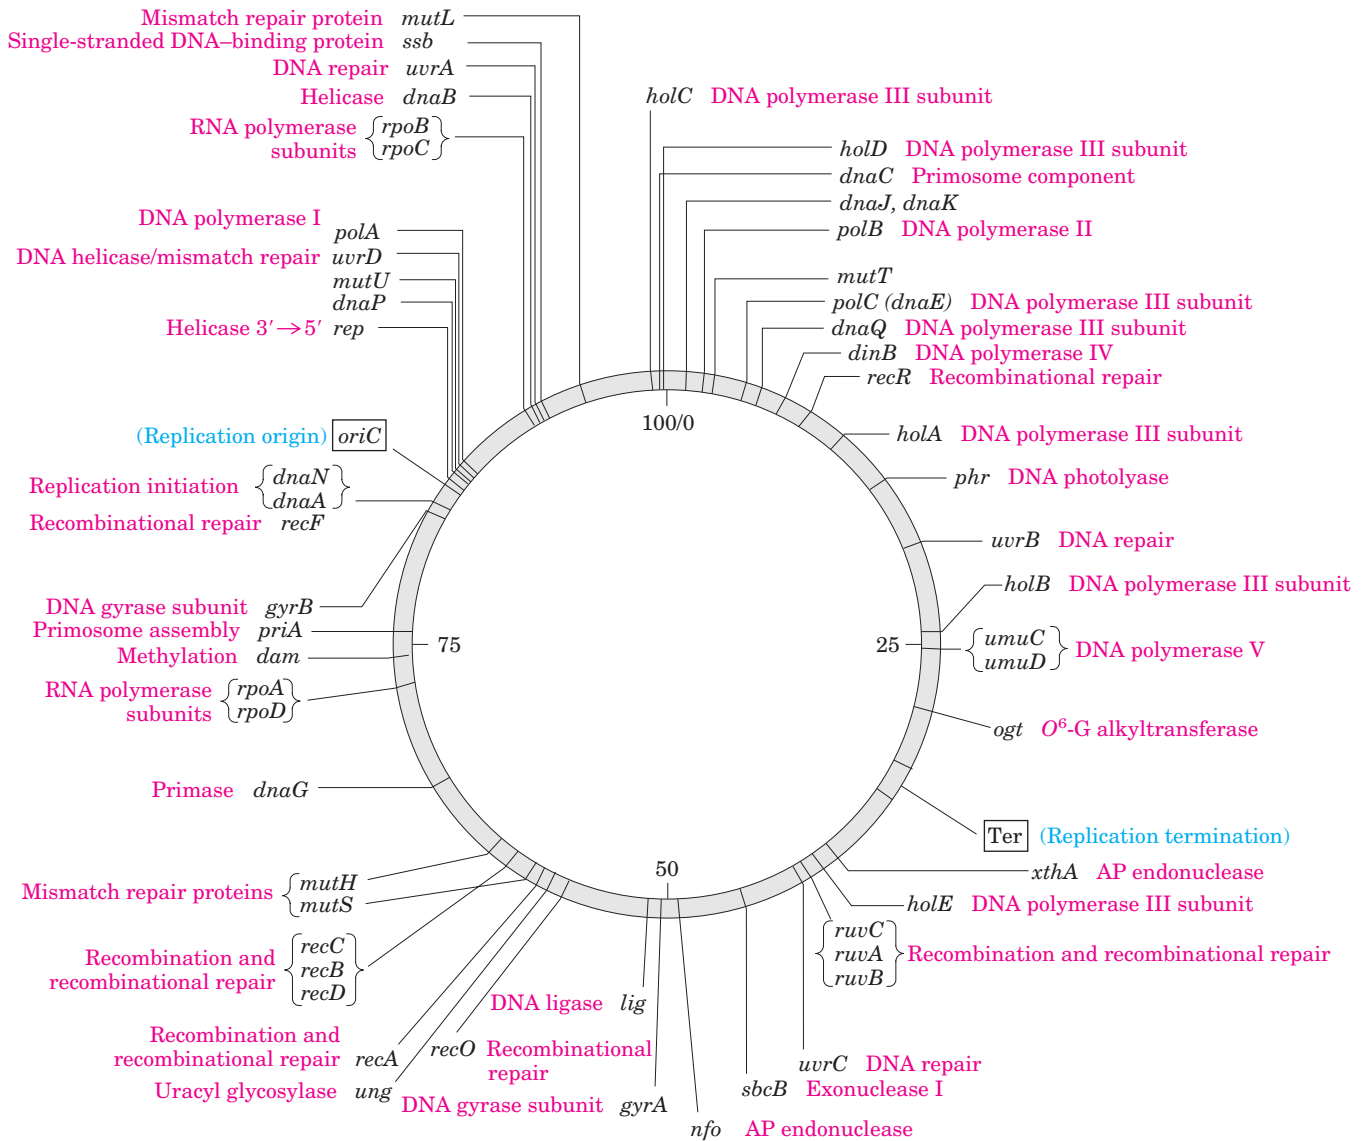 Mismatch repair protein mutL
Single-stranded DNA–binding protein ssb
DNA repair uvrA
Helicase dnaB
RNA polymerase subunits rpoB rpoC
DNA polymerase I polA
DNA helicase/mismatch repair uvrD
mutU
dnaP
Helicase 3′→5′ rep
(Replication origin) oriC
Replication initiation dnaN dnaA
Recombinational repair recF
DNA gyrase subunit gyrB
Primosome assembly priA
Methylation dam
RNA polymerase subunits rpoA rpoD
Primase dnaG
Mismatch repair proteins mutH mutS
Recombination and recombinational repair recC recB recD
Recombination and recombinational repair recA
Uracyl glycosylase ung
recO Recombinational repair
DNA ligase lig
DNA gyrase subunit gyrA
nfo AP endonuclease
sbcB Exonuclease I
uvrC DNA repair
ruvC ruvA ruvB Recombination and recombinational repair
holE DNA polymerase III subunit
xthA AP endonuclease
Ter (Replication termination)
ogt O⁶-G alkyltransferase
umuC umuD DNA polymerase V
holB DNA polymerase III subunit
uvrB DNA repair
phr DNA photolyase
holA DNA polymerase III subunit
recR Recombinational repair
dinB DNA polymerase IV
dnaQ DNA polymerase III subunit
polC (dnaE) DNA polymerase III subunit
mutT
polB DNA polymerase II
dnaJ, dnaK
dnaC Primosome component
holD DNA polymerase III subunit
holC DNA polymerase III subunit
100/0
25
50
75